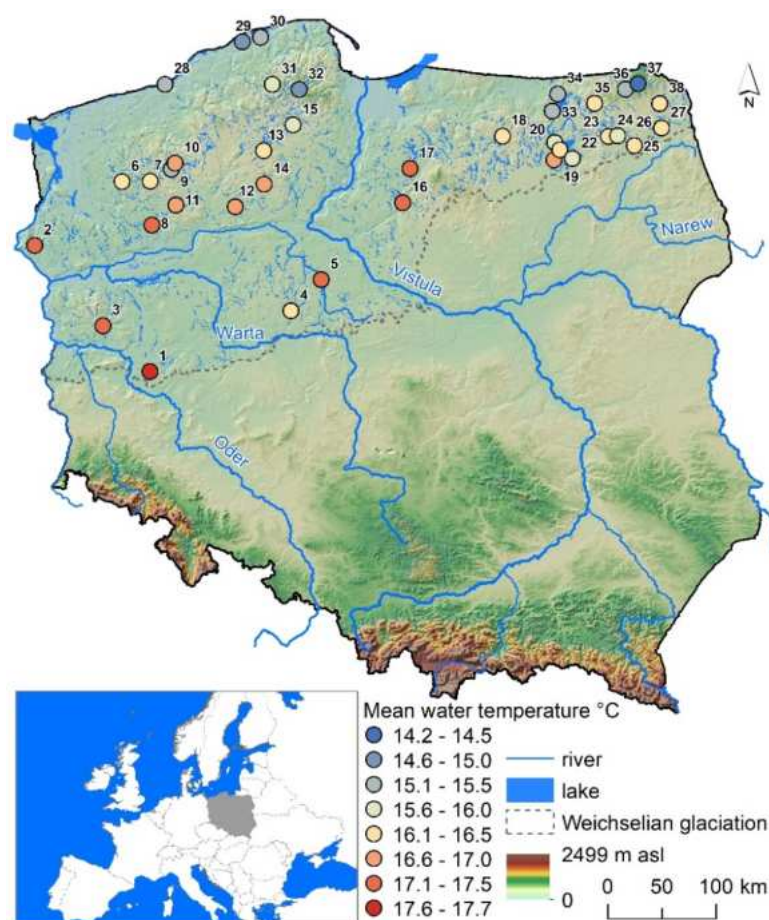 29 30
28 31 32 34 35 36 37
38
15 33 27
18 23 24 26
13 20 22
10 17 25
6 7 14 19
9
11 12 16
8
2 Narew
5 Vistula
4
3 Warta
1
Oder
N
Mean water temperature °C
14.2 - 14.5
14.6 - 15.0
15.1 - 15.5
15.6 - 16.0
16.1 - 16.5
16.6 - 17.0
17.1 - 17.5
17.6 - 17.7
river
lake
Weichselian glaciation
2499 m asl
0
0 50 100 km